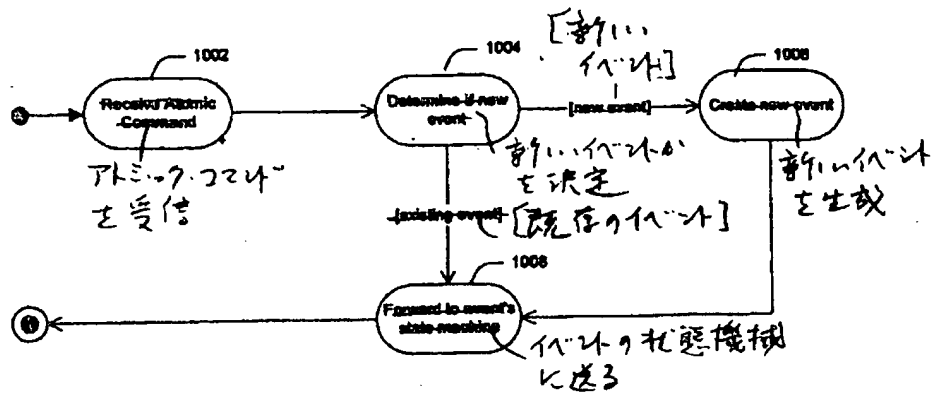 1002
Receive Atomic
Command
アトミック・コマンド
を受信
1004
Determine if new
event
新しいイベントか
を決定
[新しい
イベント]
[new event]
1006
Create new event
新しいイベント
を生成
[existing event]
[既存のイベント]
1008
Forward to event's
state machine
イベントの状態機械
に送る